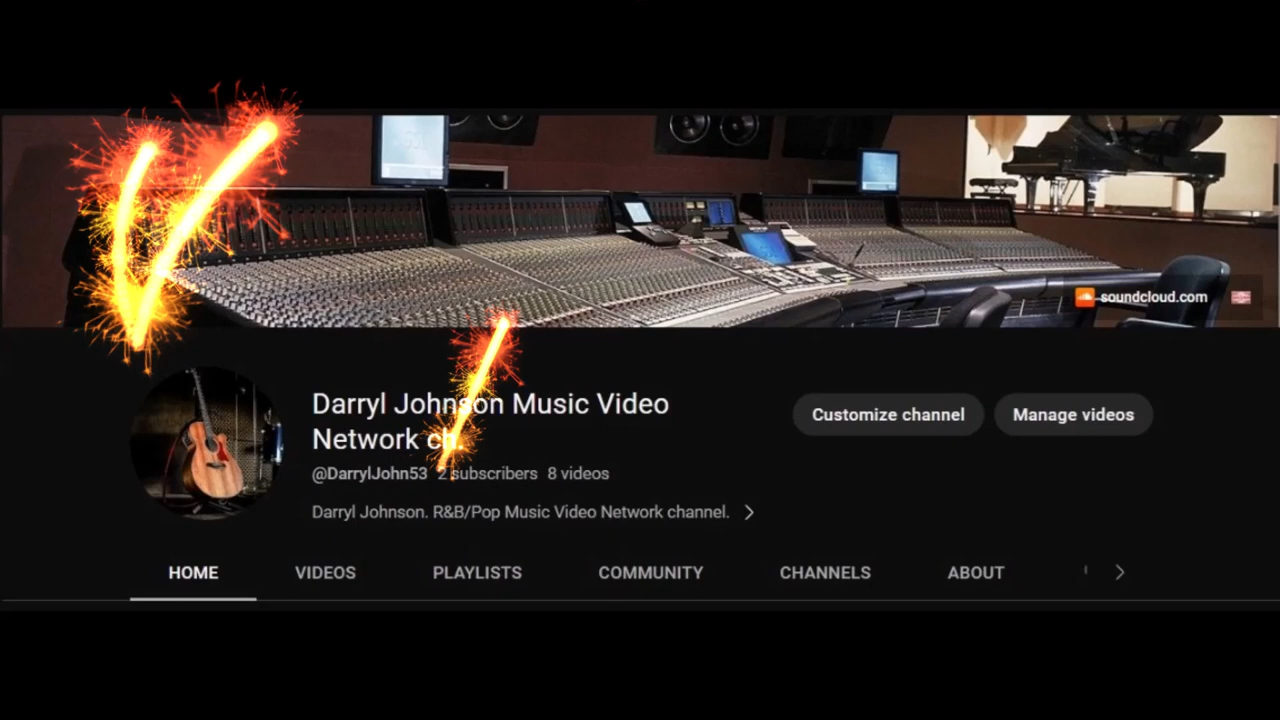 soundcloud.com
Darryl Johnson Music Video
Network ch.
@DarrylJohn53 2 subscribers 8 videos
Darryl Johnson. R&B/Pop Music Video Network channel.
Customize channel
Manage videos
HOME VIDEOS PLAYLISTS COMMUNITY CHANNELS ABOUT